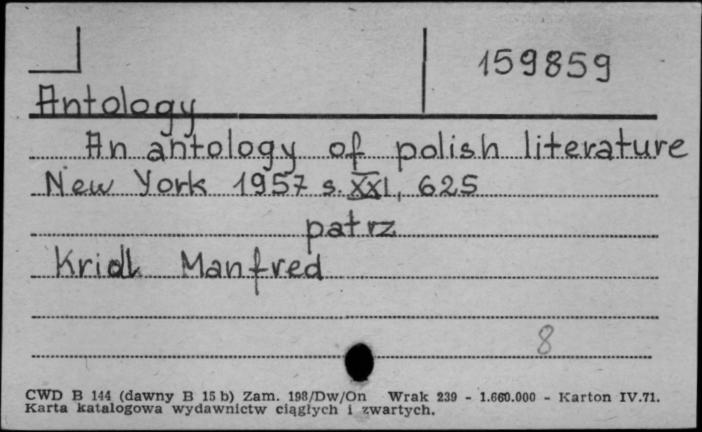 159859
Antology
An antology of polish literature
New York 1957 s. XXI, 625
patrz
Kridl Manfred
8
CWD B 144 (dawny B 15 b) Zam. 198/Dw/On Wrak 239 - 1.660.000 - Karton IV.71.
Karta katalogowa wydawnictw ciągłych i zwartych.